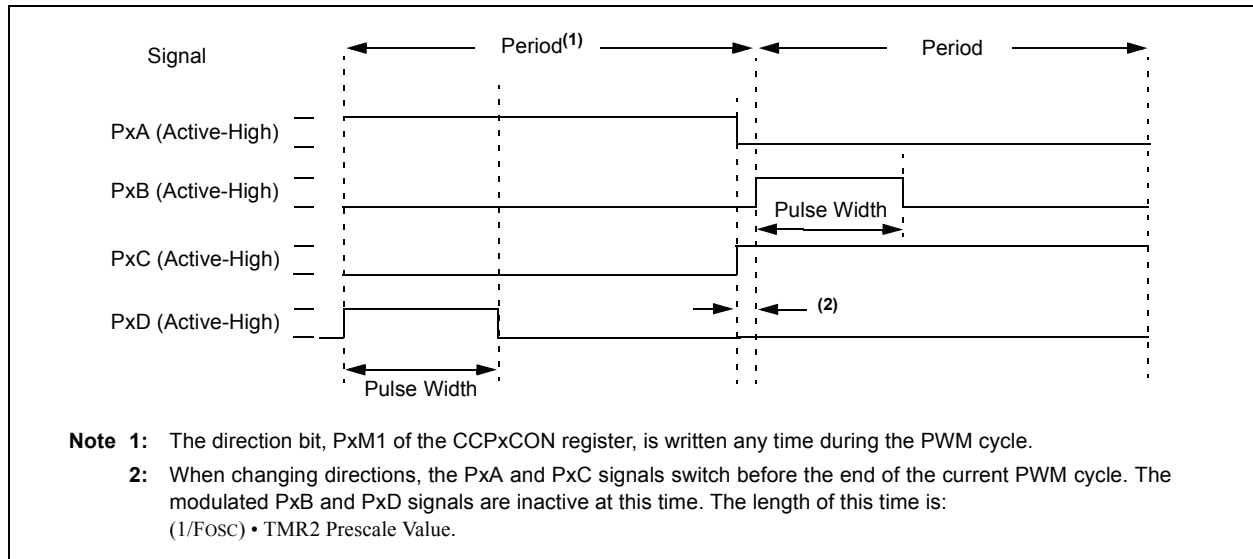 Signal
Period(1)
Period
PxA (Active-High)
PxB (Active-High)
Pulse Width
PxC (Active-High)
(2)
PxD (Active-High)
Pulse Width
Note 1: The direction bit, PxM1 of the CCPxCON register, is written any time during the PWM cycle.
2: When changing directions, the PxA and PxC signals switch before the end of the current PWM cycle. The
modulated PxB and PxD signals are inactive at this time. The length of this time is:
(1/FOSC) • TMR2 Prescale Value.